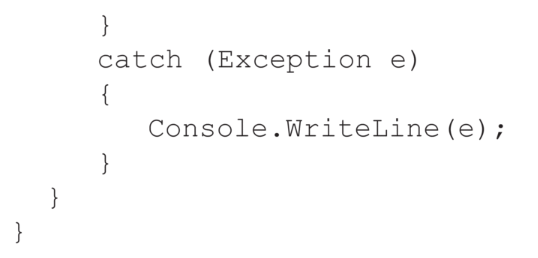 }
      catch (Exception e)
      {
         Console.WriteLine(e);
      }
   }
}